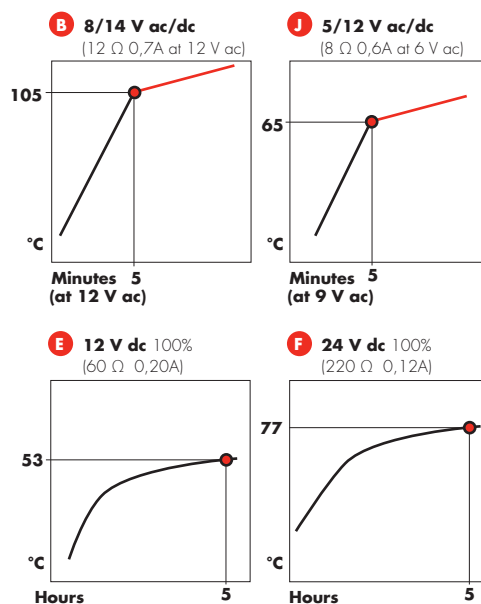 B 8/14 V ac/dc
(12 Ω 0,7A at 12 V ac)
105
°C
Minutes 5
(at 12 V ac)
J 5/12 V ac/dc
(8 Ω 0,6A at 6 V ac)
65
°C
Minutes 5
(at 9 V ac)
E 12 V dc 100%
(60 Ω 0,20A)
53
°C
Hours 5
F 24 V dc 100%
(220 Ω 0,12A)
77
°C
Hours 5